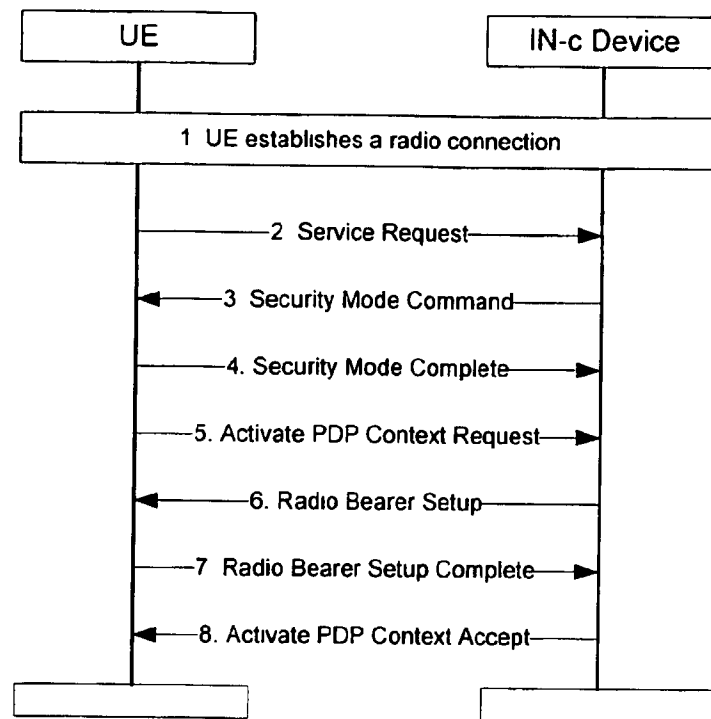 UE
IN-c Device
1 UE establishes a radio connection
2 Service Request
3 Security Mode Command
4. Security Mode Complete
5. Activate PDP Context Request
6. Radio Bearer Setup
7 Radio Bearer Setup Complete
8. Activate PDP Context Accept